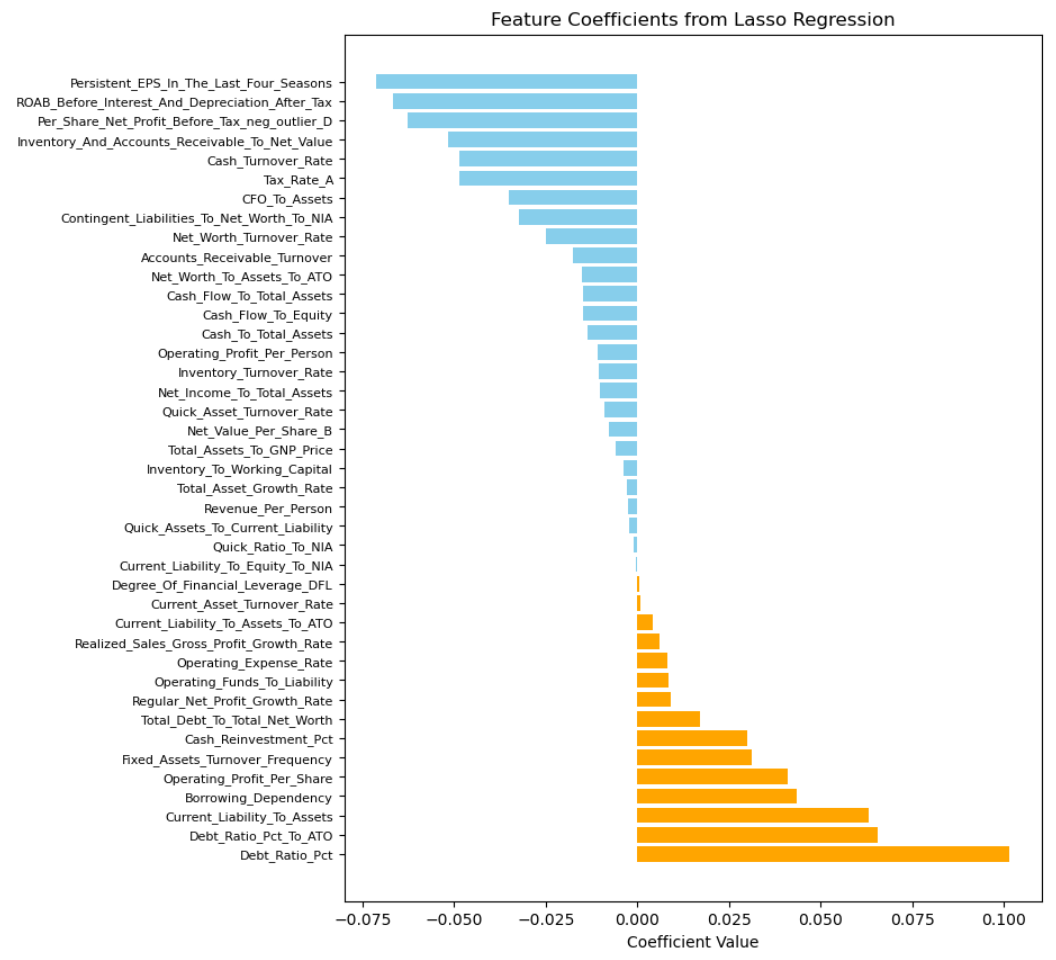 Feature Coefficients from Lasso Regression
Persistent_EPS_In_The_Last_Four_Seasons
ROAB_Before_Interest_And_Depreciation_After_Tax
Per_Share_Net_Profit_Before_Tax_neg_outlier_D
Inventory_And_Accounts_Receivable_To_Net_Value
Cash_Turnover_Rate
Tax_Rate_A
CFO_To_Assets
Contingent_Liabilities_To_Net_Worth_To_NIA
Net_Worth_Turnover_Rate
Accounts_Receivable_Turnover
Net_Worth_To_Assets_To_ATO
Cash_Flow_To_Total_Assets
Cash_Flow_To_Equity
Cash_To_Total_Assets
Operating_Profit_Per_Person
Inventory_Turnover_Rate
Net_Income_To_Total_Assets
Quick_Asset_Turnover_Rate
Net_Value_Per_Share_B
Total_Assets_To_GNP_Price
Inventory_To_Working_Capital
Total_Asset_Growth_Rate
Revenue_Per_Person
Quick_Assets_To_Current_Liability
Quick_Ratio_To_NIA
Current_Liability_To_Equity_To_NIA
Degree_Of_Financial_Leverage_DFL
Current_Asset_Turnover_Rate
Current_Liability_To_Assets_To_ATO
Realized_Sales_Gross_Profit_Growth_Rate
Operating_Expense_Rate
Operating_Funds_To_Liability
Regular_Net_Profit_Growth_Rate
Total_Debt_To_Total_Net_Worth
Cash_Reinvestment_Pct
Fixed_Assets_Turnover_Frequency
Operating_Profit_Per_Share
Borrowing_Dependency
Current_Liability_To_Assets
Debt_Ratio_Pct_To_ATO
Debt_Ratio_Pct
−0.075 −0.050 −0.025 0.000 0.025 0.050 0.075 0.100
Coefficient Value